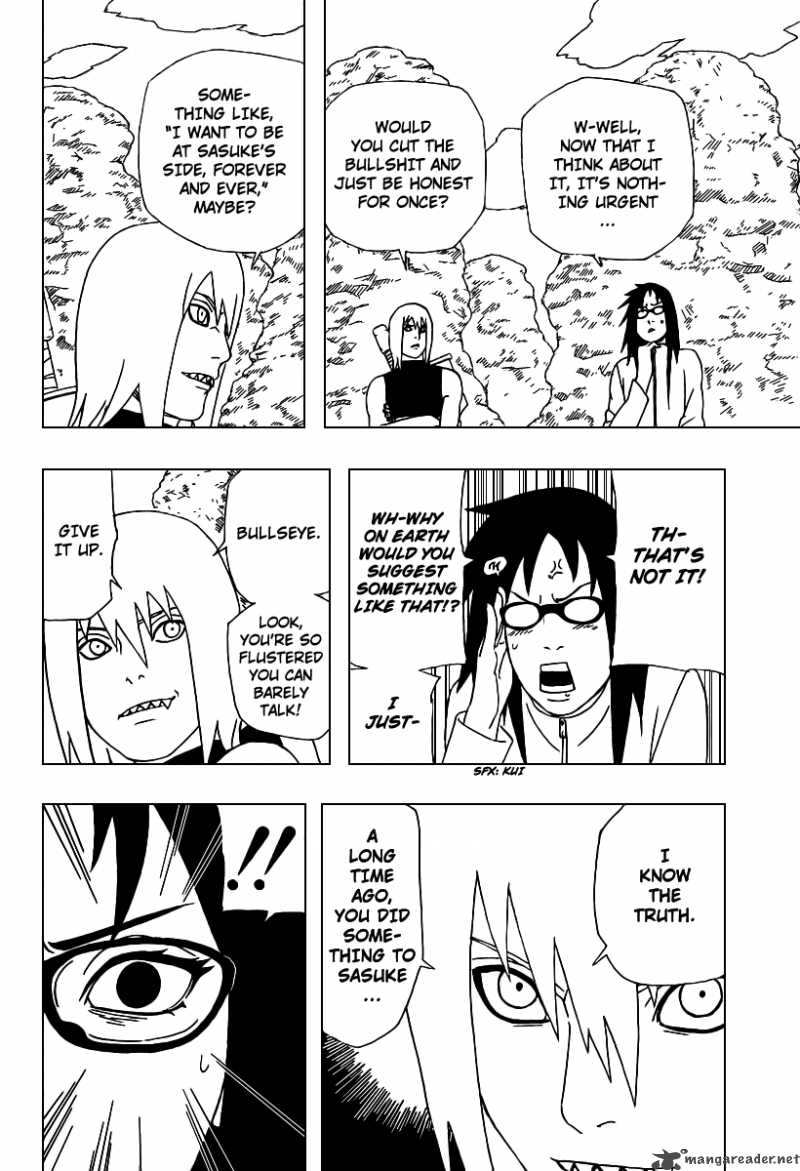 W-WELL,
NOW THAT I
THINK ABOUT
IT, IT'S NOTH-
ING URGENT
...
WOULD
YOU CUT THE
BULLSHIT AND
JUST BE HONEST
FOR ONCE?
SOME-
THING LIKE,
"I WANT TO BE
AT SASUKE'S
SIDE, FOREVER
AND EVER,"
MAYBE?
TH-
THAT'S
NOT IT!
WH-WHY
ON EARTH
WOULD YOU
SUGGEST
SOMETHING
LIKE THAT!?
I
JUST-
SFX: KUI
BULLSEYE.
LOOK,
YOU'RE SO
FLUSTERED
YOU CAN
BARELY
TALK!
GIVE
IT UP.
I
KNOW
THE
TRUTH.
A
LONG
TIME
AGO,
YOU DID
SOME-
THING TO
SASUKE
...
!!
mangareader.net